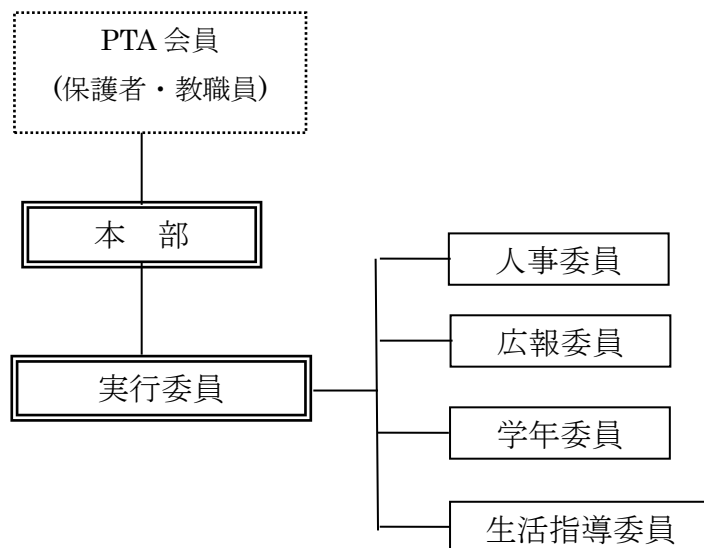 PTA 会員
(保護者・教職員)
本　部
実行委員
人事委員
広報委員
学年委員
生活指導委員